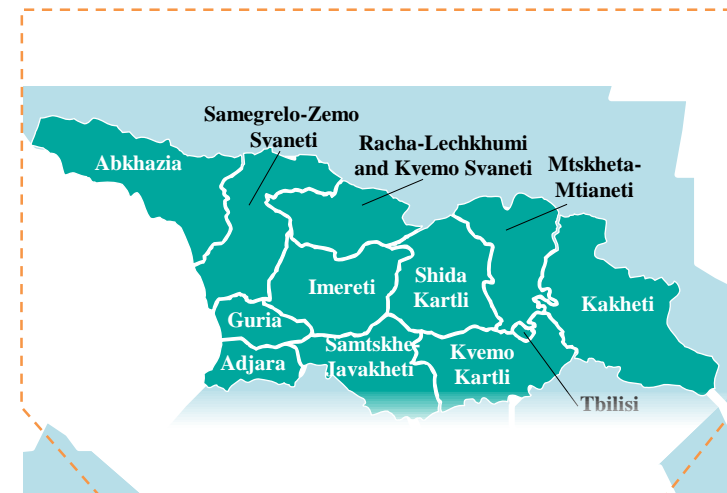 Samegrelo-Zemo
Svaneti
Abkhazia
Racha-Lechkhumi
and Kvemo Svaneti
Mtskheta-
Mtianeti
Imereti
Shida
Kartli
Kakheti
Guria
Adjara
Samtskhe-
Javakheti
Kvemo
Kartli
Tbilisi